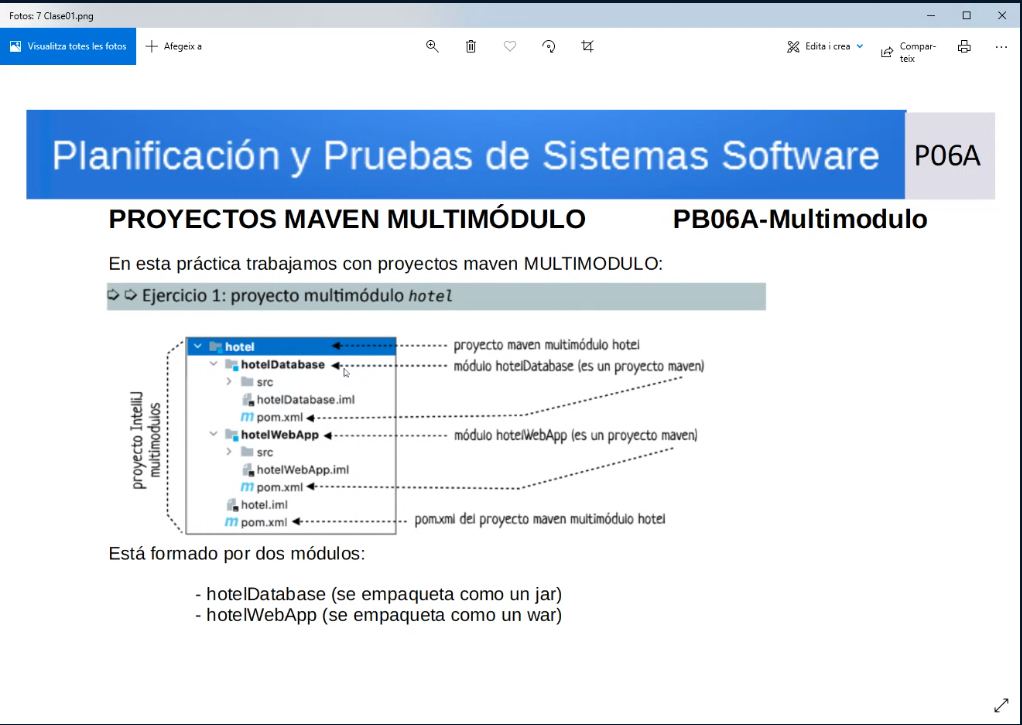 Fotos: 7 Clase01.png
Visualitza totes les fotos
Afegeix a
Edita i crea
Compar-
teix
Planificación y Pruebas de Sistemas Software
P06A
PROYECTOS MAVEN MULTIMÓDULO PB06A-Multimodulo
En esta práctica trabajamos con proyectos maven MULTIMODULO:
Ejercicio 1: proyecto multimódulo hotel
proyecto IntelliJ
multimodulos
hotel proyecto maven multimódulo hotel
hotelDatabase módulo hotelDatabase (es un proyecto maven)
src
hotelDatabase.iml
m pom.xml
hotelWebApp módulo hotelWebApp (es un proyecto maven)
src
hotelWebApp.iml
m pom.xml
hotel.iml
m pom.xml pom.xml del proyecto maven multimódulo hotel
Está formado por dos módulos:
- hotelDatabase (se empaqueta como un jar)
- hotelWebApp (se empaqueta como un war)